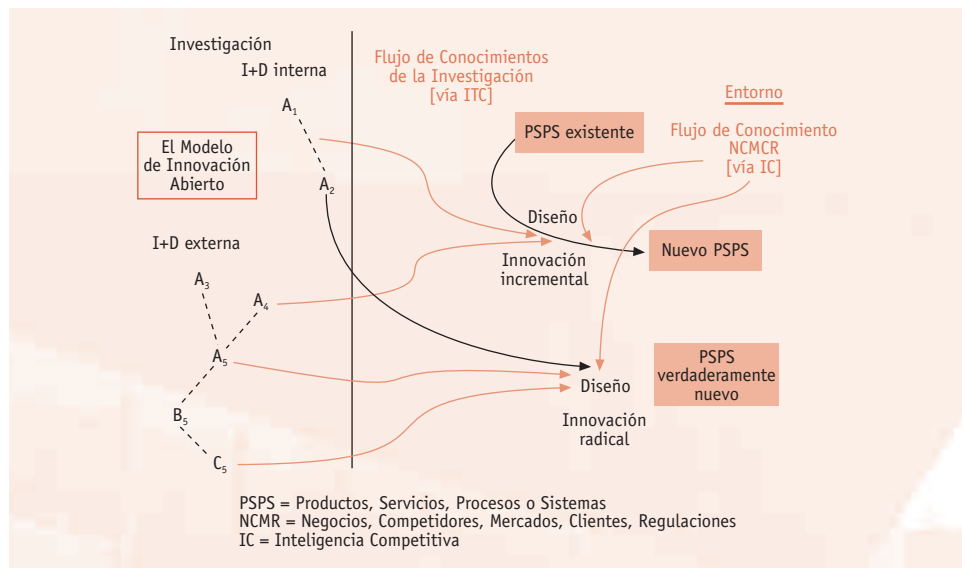 Investigación
I+D interna
A₁
A₂
El Modelo
de Innovación
Abierto
I+D externa
A₃
A₄
A₅
B₅
C₅
Flujo de Conocimientos
de la Investigación
[vía ITC]
PSPS existente
Entorno
Flujo de Conocimiento
NCMCR
[vía IC]
Diseño
Innovación
incremental
Nuevo PSPS
Diseño
Innovación
radical
PSPS
verdaderamente
nuevo
PSPS = Productos, Servicios, Procesos o Sistemas
NCMR = Negocios, Competidores, Mercados, Clientes, Regulaciones
IC = Inteligencia Competitiva